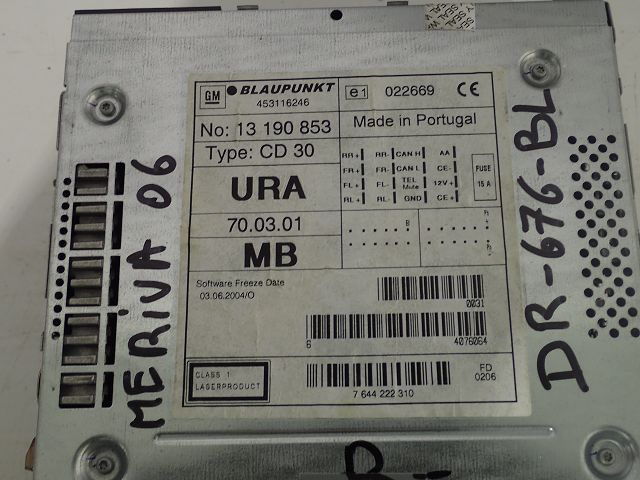 GM BLAUPUNKT
453116246
e1 022669 CE
No: 13 190 853
Made in Portugal
Type: CD 30
URA
70.03.01
MB
RR+ RR- CAN H AA
FR+ FR- CAN L CE-
FL+ FL- TEL Mute 12V+
RL+ RL- GND CE+
FUSE 15 A
Software Freeze Date
03.06.2004/O
0031
6 4076064
CLASS 1
LASERPRODUCT
7 644 222 310
FD
0206
MERIVA 06
DR-676-BL